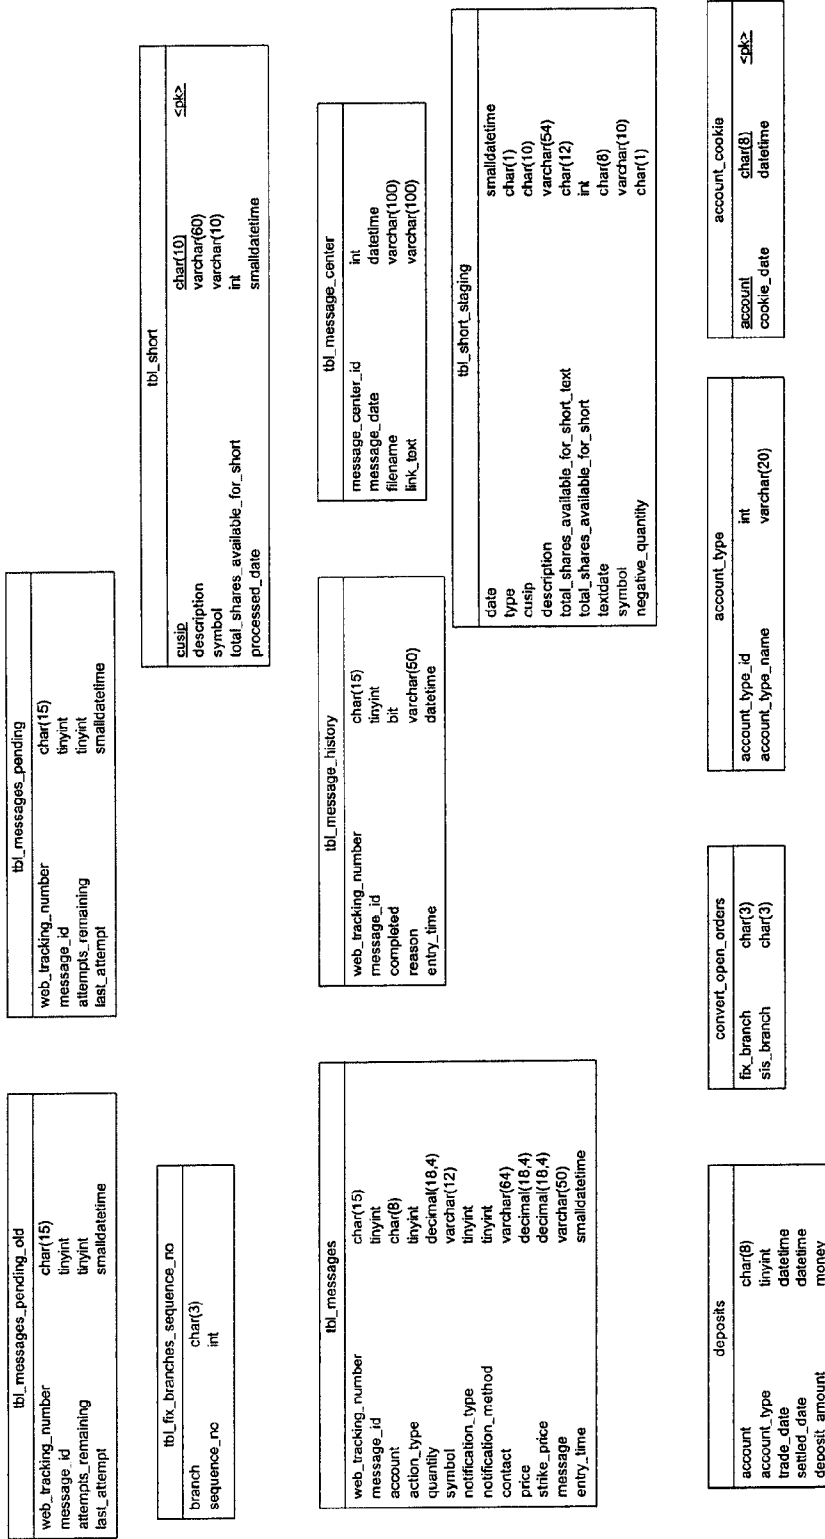 tbl_messages_pending_old
web_tracking_number char(15)
message_id tinyint
attempts_remaining tinyint
last_attempt smalldatetime
tbl_messages_pending
web_tracking_number char(15)
message_id tinyint
attempts_remaining tinyint
last_attempt smalldatetime
tbl_fix_branches_sequence_no
branch char(3)
sequence_no int
tbl_short
cusip char(10) <pk>
description varchar(60)
symbol varchar(10)
total_shares_available_for_short int
processed_date smalldatetime
tbl_messages
web_tracking_number char(15)
message_id tinyint
account char(8)
action_type tinyint
quantity decimal(18,4)
symbol varchar(12)
notification_type tinyint
notification_method tinyint
contact varchar(64)
price decimal(18,4)
strike_price decimal(18,4)
message varchar(50)
entry_time smalldatetime
tbl_message_history
web_tracking_number char(15)
message_id tinyint
completed bit
reason varchar(50)
entry_time datetime
tbl_message_center
message_center_id int
message_date datetime
filename varchar(100)
link_text varchar(100)
tbl_short_staging
date smalldatetime
type char(1)
cusip char(10)
description varchar(54)
total_shares_available_for_short_text char(12)
total_shares_available_for_short int
textdate char(8)
symbol varchar(10)
negative_quantity char(1)
deposits
account char(8)
account_type tinyint
trade_date datetime
settled_date datetime
deposit_amount money
convert_open_orders
fix_branch char(3)
sis_branch char(3)
account_type
account_type_id int
account_type_name varchar(20)
account_cookie
account char(8) <pk>
cookie_date datetime